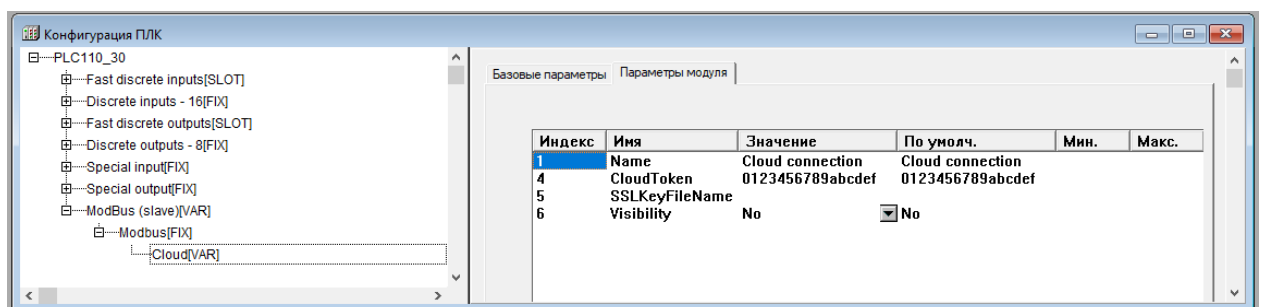 Конфигурация ПЛК
PLC110_30
Fast discrete inputs[SLOT]
Discrete inputs - 16[FIX]
Fast discrete outputs[SLOT]
Discrete outputs - 8[FIX]
Special input[FIX]
Special output[FIX]
ModBus (slave)[VAR]
Modbus[FIX]
Cloud[VAR]
Базовые параметры Параметры модуля
Индекс Имя Значение По умолч. Мин. Макс.
1 Name Cloud connection Cloud connection
4 CloudToken 0123456789abcdef 0123456789abcdef
5 SSLKeyFileName
6 Visibility No No